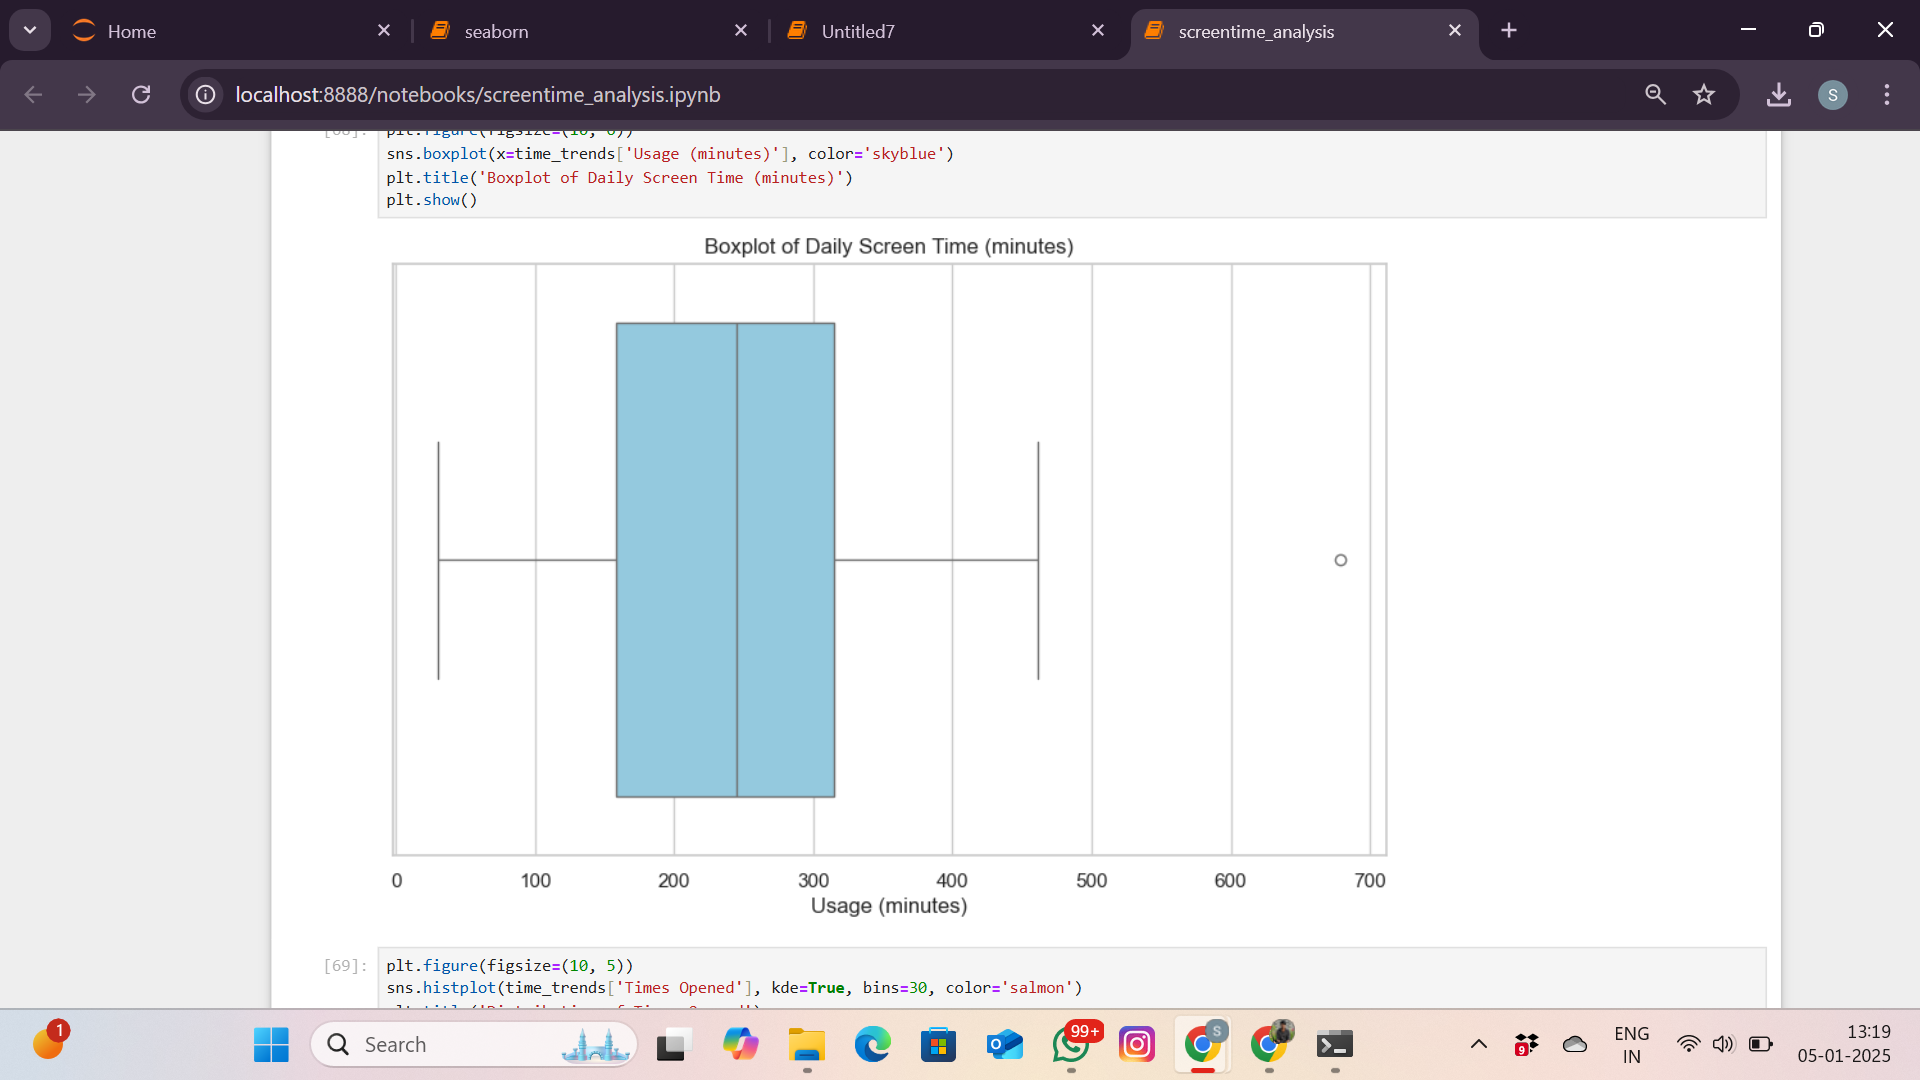 Home
seaborn
Untitled7
screentime_analysis
localhost:8888/notebooks/screentime_analysis.ipynb
S
sns.boxplot(x=time_trends['Usage (minutes)'], color='skyblue')
plt.title('Boxplot of Daily Screen Time (minutes)')
plt.show()
Boxplot of Daily Screen Time (minutes)
0 100 200 300 400 500 600 700
Usage (minutes)
[69]:
plt.figure(figsize=(10, 5))
sns.histplot(time_trends['Times Opened'], kde=True, bins=30, color='salmon')
1
Search
99+
S
9
ENG
IN
13:19
05-01-2025